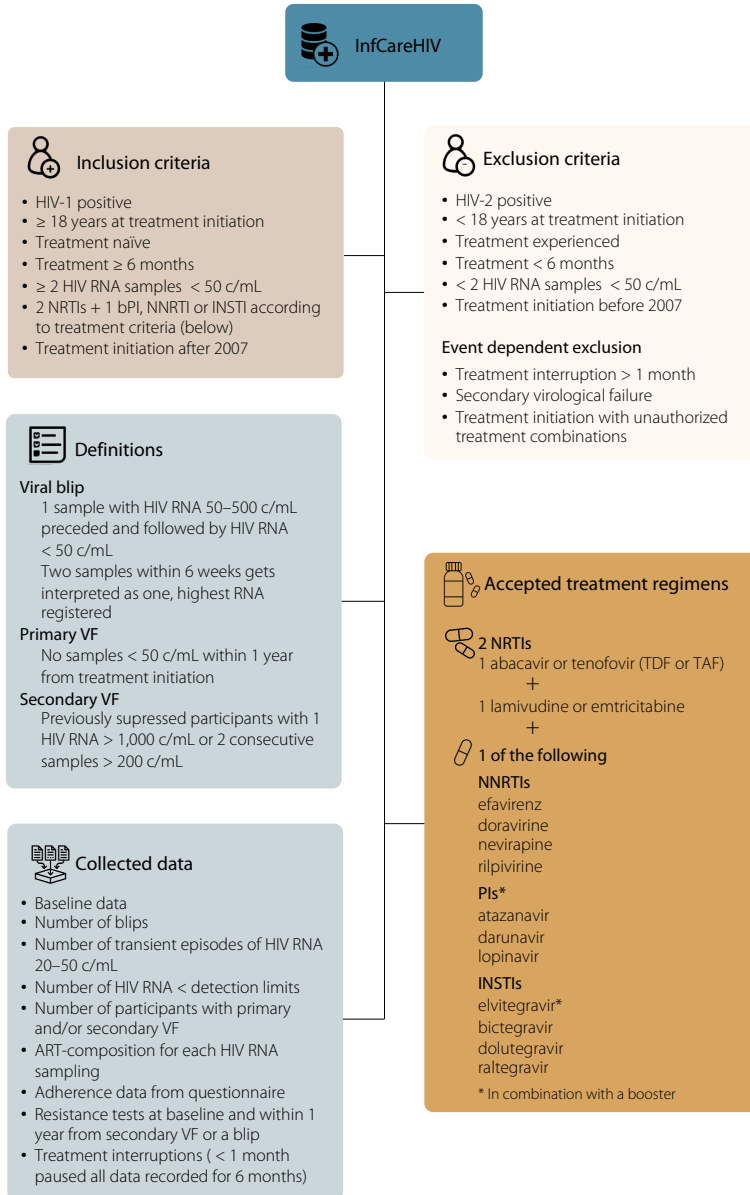 InfCareHIV
Inclusion criteria
• HIV-1 positive
• ≥ 18 years at treatment initiation
• Treatment naïve
• Treatment ≥ 6 months
• ≥ 2 HIV RNA samples < 50 c/mL
• 2 NRTIs + 1 bPI, NNRTI or INSTI according
to treatment criteria (below)
• Treatment initiation after 2007
Exclusion criteria
• HIV-2 positive
• < 18 years at treatment initiation
• Treatment experienced
• Treatment < 6 months
• < 2 HIV RNA samples < 50 c/mL
• Treatment initiation before 2007
Event dependent exclusion
• Treatment interruption > 1 month
• Secondary virological failure
• Treatment initiation with unauthorized
treatment combinations
Definitions
Viral blip
1 sample with HIV RNA 50–500 c/mL
preceded and followed by HIV RNA
< 50 c/mL
Two samples within 6 weeks gets
interpreted as one, highest RNA
registered
Primary VF
No samples < 50 c/mL within 1 year
from treatment initiation
Secondary VF
Previously supressed participants with 1
HIV RNA > 1,000 c/mL or 2 consecutive
samples > 200 c/mL
Accepted treatment regimens
2 NRTIs
1 abacavir or tenofovir (TDF or TAF)
+
1 lamivudine or emtricitabine
+
1 of the following
NNRTIs
efavirenz
doravirine
nevirapine
rilpivirine
PIs*
atazanavir
darunavir
lopinavir
INSTIs
elvitegravir*
bictegravir
dolutegravir
raltegravir
* In combination with a booster
Collected data
• Baseline data
• Number of blips
• Number of transient episodes of HIV RNA
20–50 c/mL
• Number of HIV RNA < detection limits
• Number of participants with primary
and/or secondary VF
• ART-composition for each HIV RNA
sampling
• Adherence data from questionnaire
• Resistance tests at baseline and within 1
year from secondary VF or a blip
• Treatment interruptions ( < 1 month
paused all data recorded for 6 months)